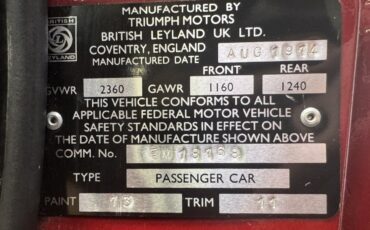 MANUFACTURED BY
TRIUMPH MOTORS
BRITISH LEYLAND UK LTD.
COVENTRY, ENGLAND
MANUFACTURED DATE AUG 1974
BRITISH
LEYLAND
FRONT REAR
GVWR 2360 GAWR 1160 1240
THIS VEHICLE CONFORMS TO ALL
APPLICABLE FEDERAL MOTOR VEHICLE
SAFETY STANDARDS IN EFFECT ON
THE DATE OF MANUFACTURE SHOWN ABOVE
COMM. No.
TYPE PASSENGER CAR
PAINT TRIM 11